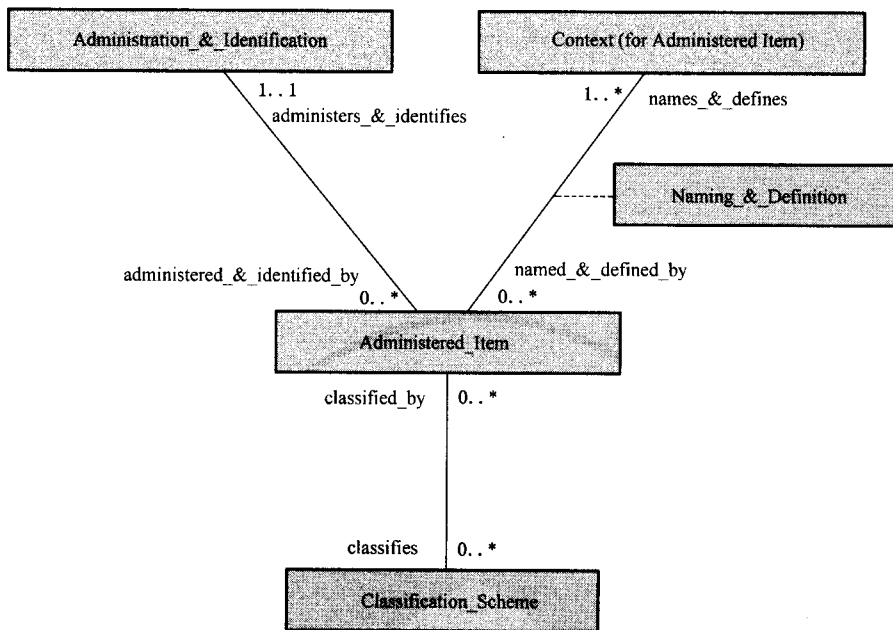 Administration_&_Identification
Context (for Administered Item)
1. . 1
administers_&_identifies
1. . *
names_&_defines
Naming_&_Definition
administered_&_identified_by
0. . *
named_&_defined_by
0. . *
Administered_Item
classified_by
0. . *
classifies
0. . *
Classification_Scheme